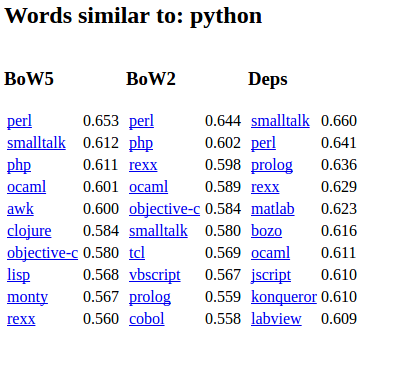 Words similar to: python
BoW5 BoW2 Deps
perl 0.653 perl 0.644 smalltalk 0.660
smalltalk 0.612 php 0.602 perl 0.641
php 0.611 rexx 0.598 prolog 0.636
ocaml 0.601 ocaml 0.589 rexx 0.629
awk 0.600 objective-c 0.584 matlab 0.623
clojure 0.584 smalltalk 0.580 bozo 0.616
objective-c 0.580 tcl 0.569 ocaml 0.611
lisp 0.568 vbscript 0.567 jscript 0.610
monty 0.567 prolog 0.559 konqueror 0.610
rexx 0.560 cobol 0.558 labview 0.609